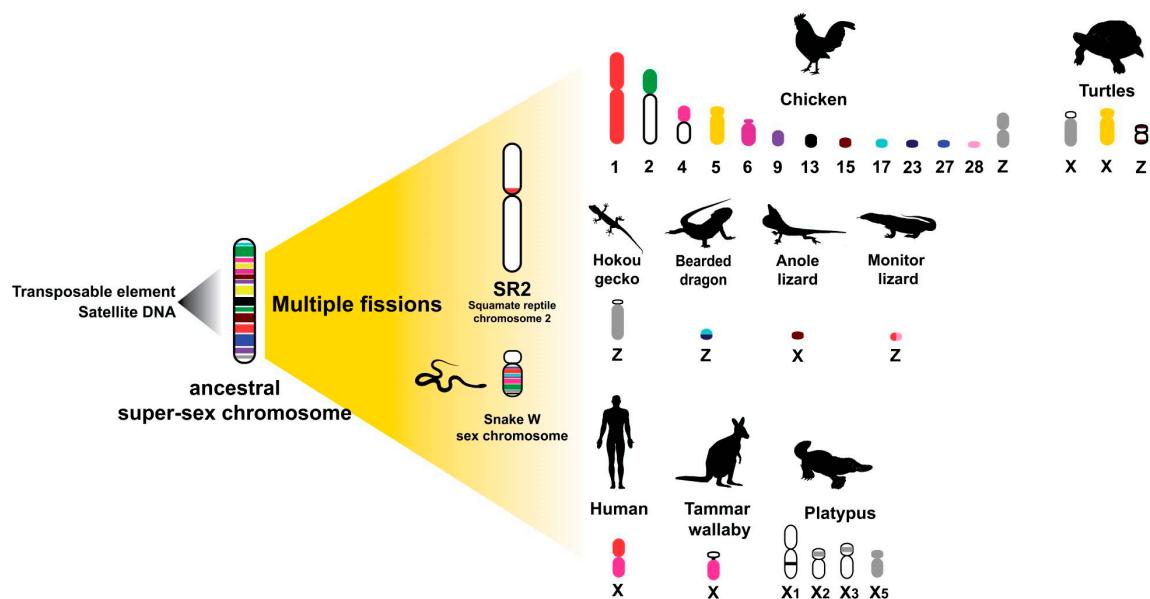 Transposable element
Satellite DNA
ancestral
super-sex chromosome
Multiple fissions
SR2
Squamate reptile
chromosome 2
Snake W
sex chromosome
Chicken
1 2 4 5 6 9 13 15 17 23 27 28 Z
Turtles
X X Z
Hokou
gecko
Z
Bearded
dragon
Z
Anole
lizard
X
Monitor
lizard
Z
Human
X
Tammar
wallaby
X
Platypus
X1 X2 X3 X5